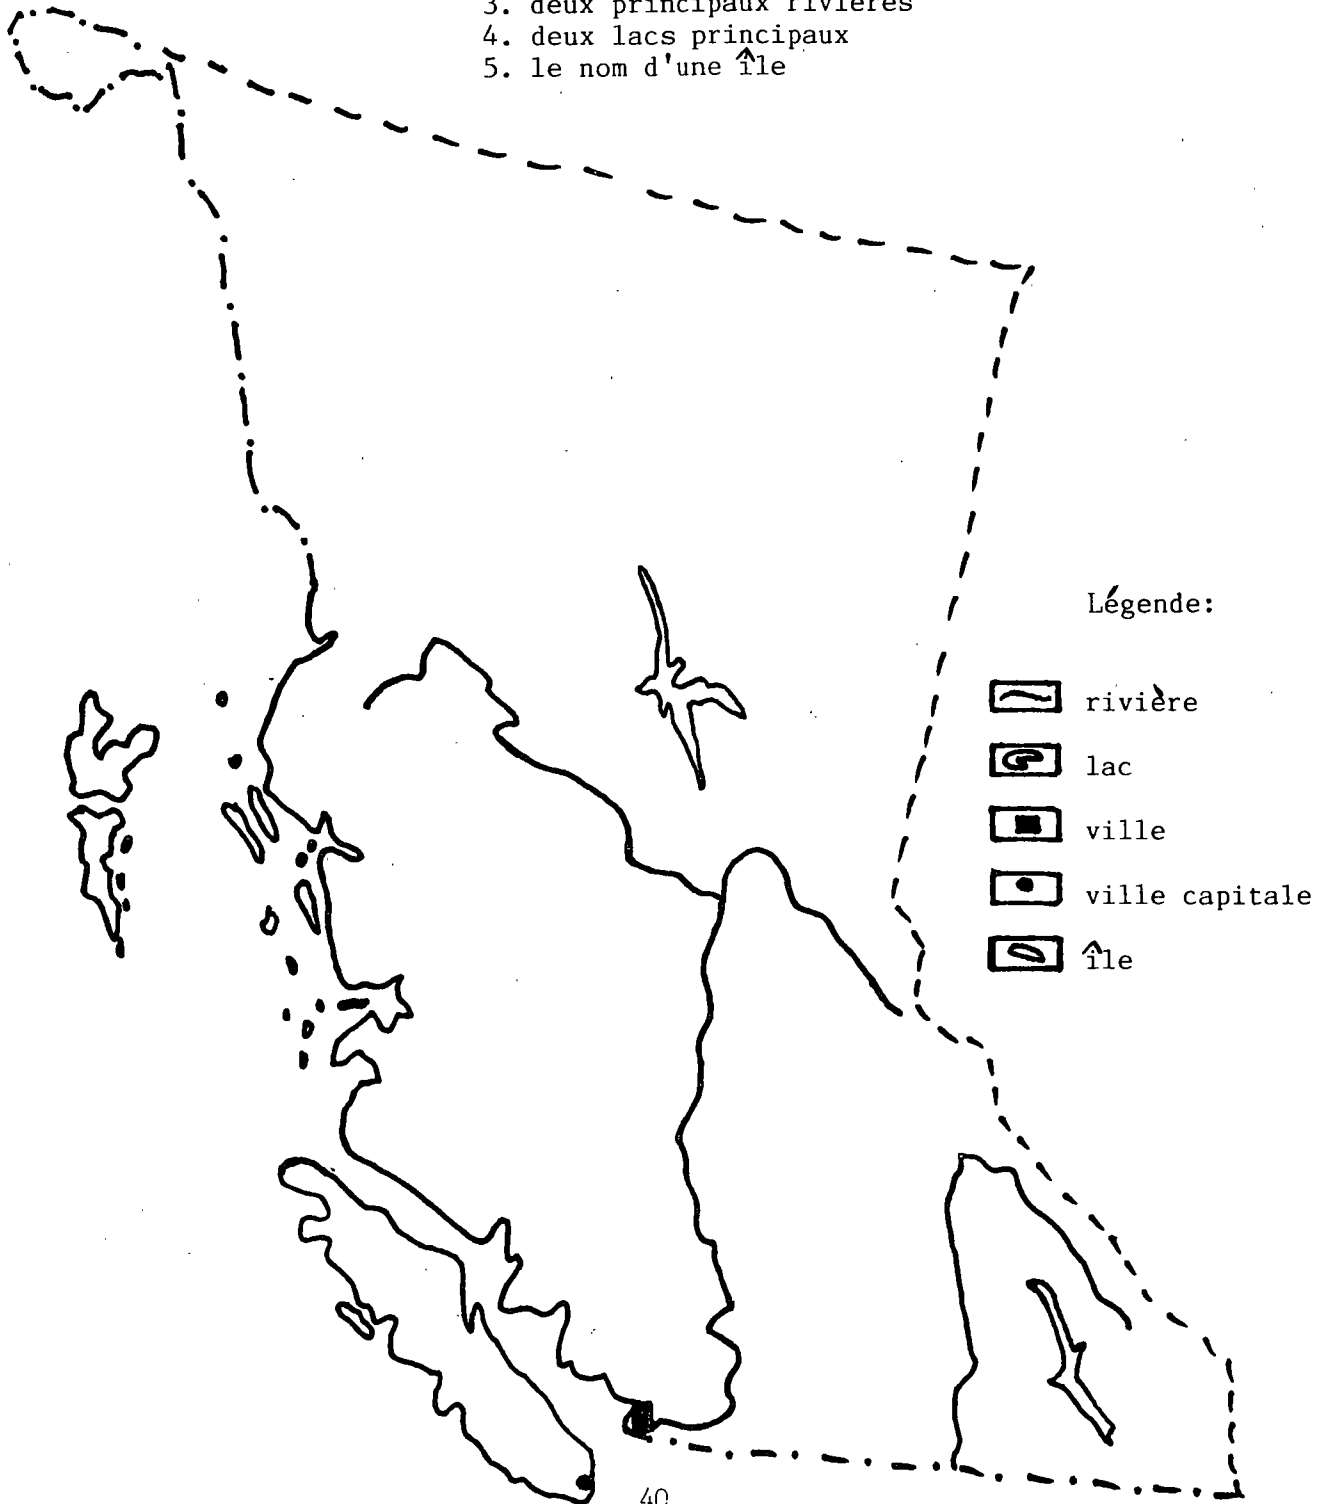 3. deux principaux rivières
4. deux lacs principaux
5. le nom d'une île
Légende:
rivière
lac
ville
ville capitale
île
40